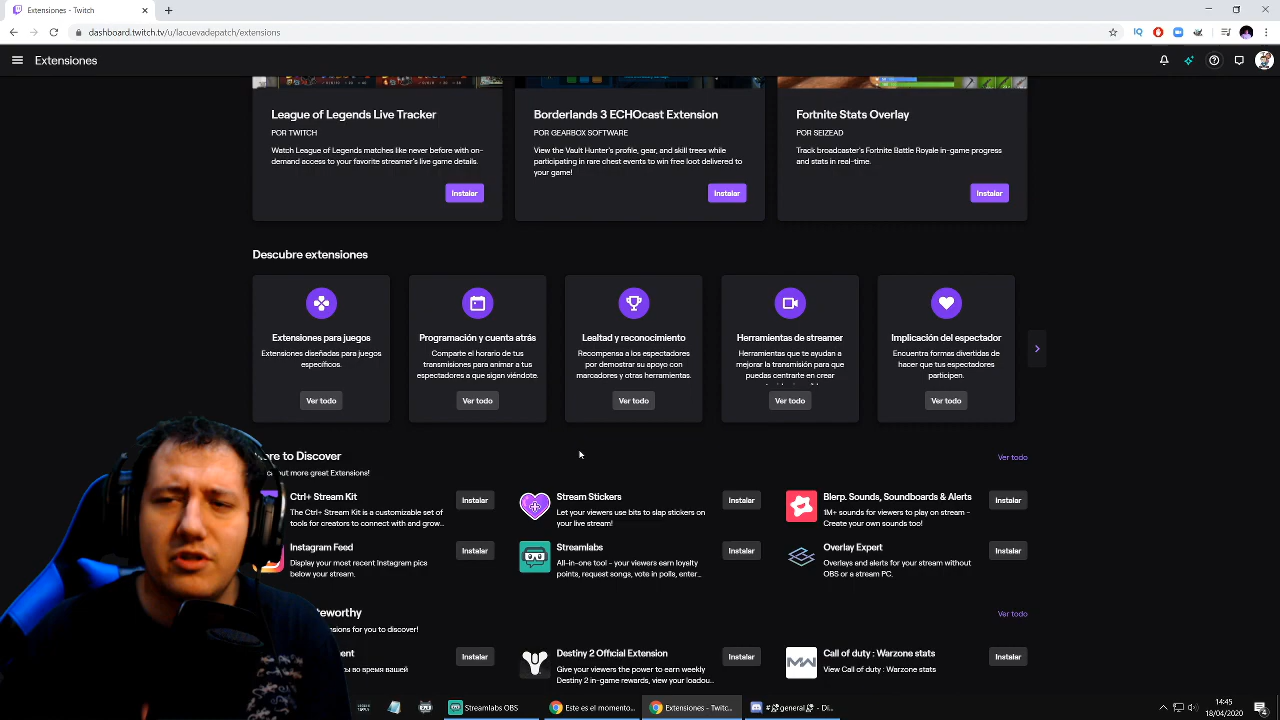 Extensiones - Twitch
dashboard.twitch.tv/u/lacuevadepatch/extensions
Extensiones
League of Legends Live Tracker
POR TWITCH
Watch League of Legends matches like never before with on-
demand access to your favorite streamer's live game details.
Instalar
Borderlands 3 ECHOcast Extension
POR GEARBOX SOFTWARE
View the Vault Hunter's profile, gear, and skill trees while
participating in rare chest events to win free loot delivered to
your game!
Instalar
Fortnite Stats Overlay
POR SEIZEAD
Track broadcaster's Fortnite Battle Royale in-game progress
and stats in real-time.
Instalar
Descubre extensiones
Extensiones para juegos
Extensiones diseñadas para juegos
específicos.
Ver todo
Programación y cuenta atrás
Comparte el horario de tus
transmisiones para animar a tus
espectadores a que sigan viéndote.
Ver todo
Lealtad y reconocimiento
Recompensa a los espectadores
por demostrar su apoyo con
marcadores y otras herramientas.
Ver todo
Herramientas de streamer
Herramientas que te ayudan a
mejorar la transmisión para que
puedas centrarte en crear
Ver todo
Implicación del espectador
Encuentra formas divertidas de
hacer que tus espectadores
participen.
Ver todo
ere to Discover
Ver todo
out more great Extensions!
Ctrl+ Stream Kit
The Ctrl+ Stream Kit is a customizable set of
tools for creators to connect with and grow...
Instalar
Stream Stickers
Let your viewers use bits to slap stickers on
your live stream!
Instalar
Blerp. Sounds, Soundboards & Alerts
1M+ sounds for viewers to play on stream -
Create your own sounds too!
Instalar
Instagram Feed
Display your most recent Instagram pics
below your stream.
Instalar
Streamlabs
All-in-one tool - your viewers earn loyalty
points, request songs, vote in polls, enter...
Instalar
Overlay Expert
Overlays and alerts for your stream without
OBS or a stream PC.
Instalar
teworthy
Ver todo
ensions for you to discover!
ent
ы во время вашей
Instalar
Destiny 2 Official Extension
Give your viewers the property to earn weekly
Destiny 2 in-game rewards, view your loadou...
Instalar
Call of duty : Warzone stats
View Call of duty : Warzone stats
Instalar
Streamlabs OBS
Este es el momento...
Extensiones - Twitc...
#general - Di...
14:45
18/04/2020